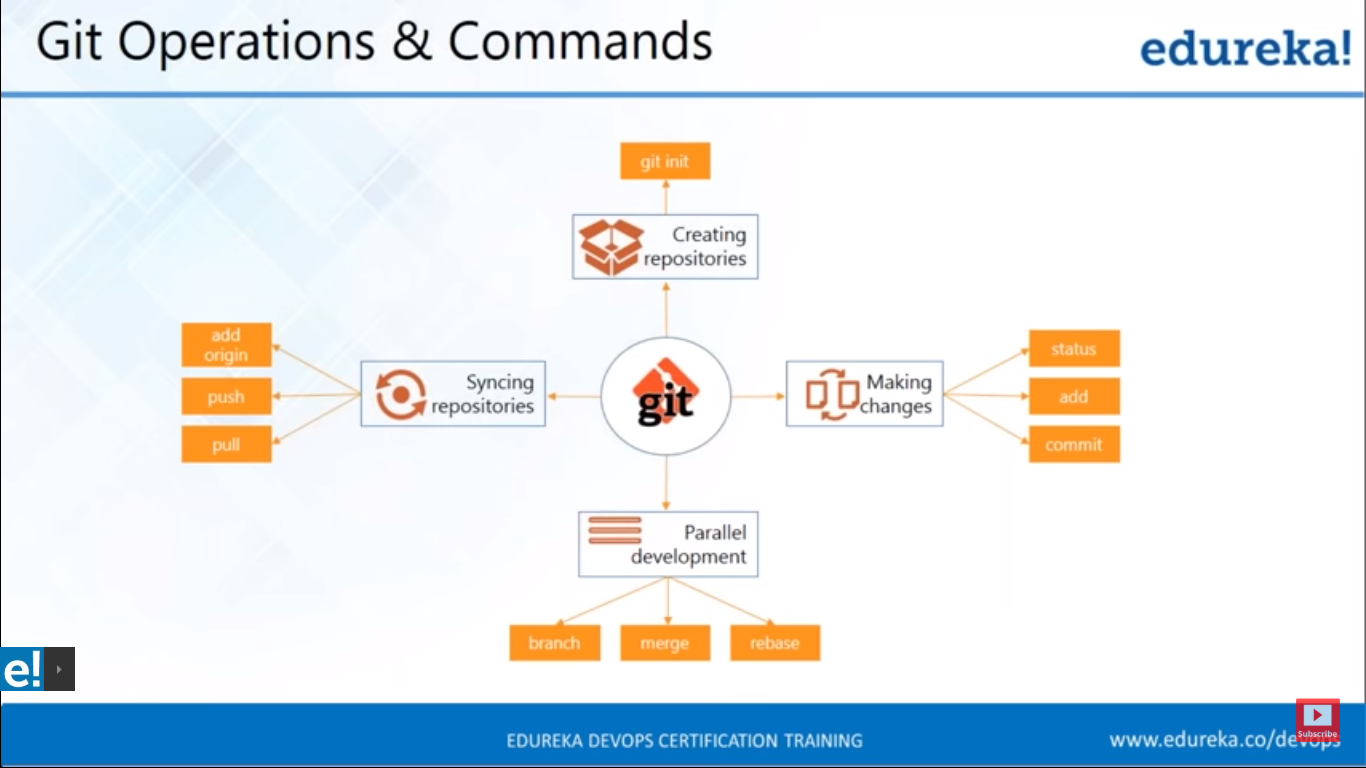 Git Operations & Commands
edureka!
git init
Creating
repositories
add
origin
push
pull
Syncing
repositories
git
Making
changes
status
add
commit
Parallel
development
branch
merge
rebase
e!
EDUREKA DEVOPS CERTIFICATION TRAINING
www.edureka.co/devops
Subscribe